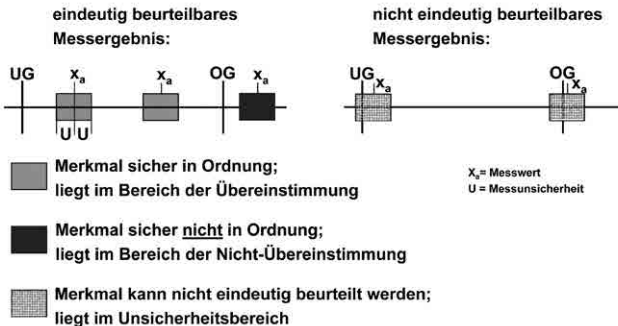 eindeutig beurteilbares
Messergebnis:
nicht eindeutig beurteilbares
Messergebnis:
UG xa xa OG xa
UG xa OG xa
U U
Merkmal sicher in Ordnung;
liegt im Bereich der Übereinstimmung
Xa= Messwert
U = Messunsicherheit
Merkmal sicher nicht in Ordnung;
liegt im Bereich der Nicht-Übereinstimmung
Merkmal kann nicht eindeutig beurteilt werden;
liegt im Unsicherheitsbereich